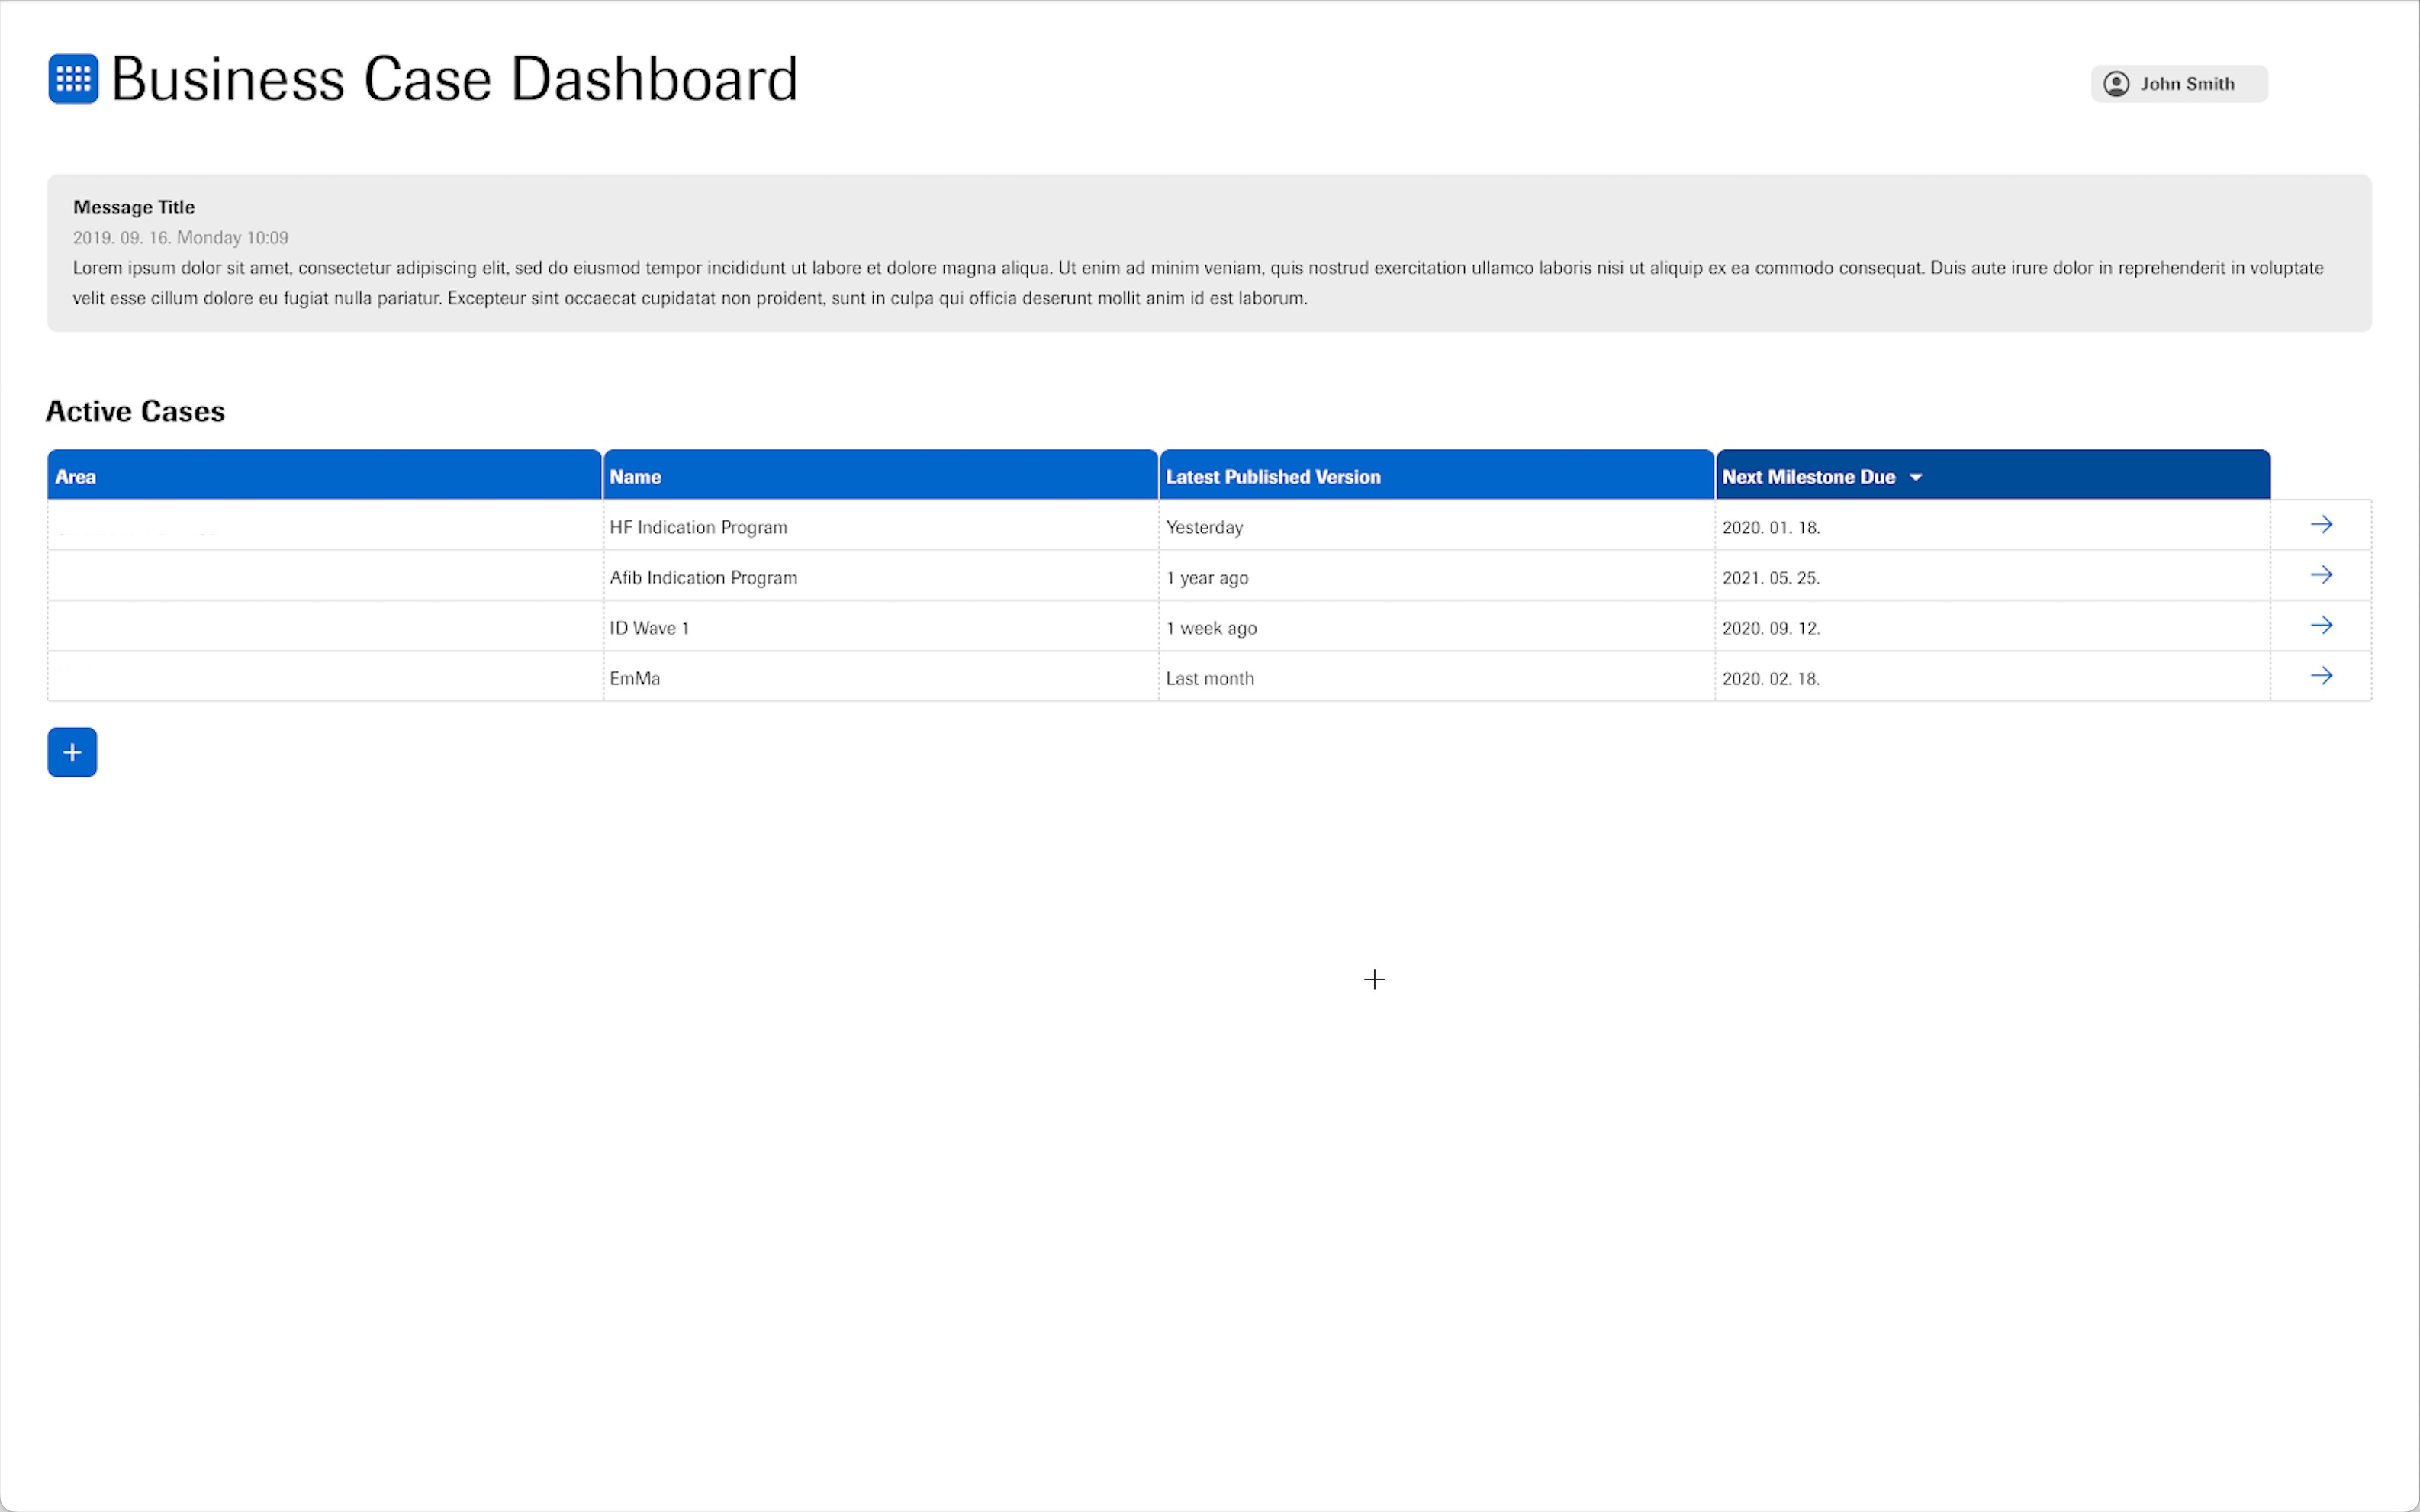 Business Case Dashboard
John Smith
Message Title
2019. 09. 16. Monday 10:09
Lorem ipsum dolor sit amet, consectetur adipiscing elit, sed do eiusmod tempor incididunt ut labore et dolore magna aliqua. Ut enim ad minim veniam, quis nostrud exercitation ullamco laboris nisi ut aliquip ex ea commodo consequat. Duis aute irure dolor in reprehenderit in voluptate
velit esse cillum dolore eu fugiat nulla pariatur. Excepteur sint occaecat cupidatat non proident, sunt in culpa qui officia deserunt mollit anim id est laborum.
Active Cases
Area Name Latest Published Version Next Milestone Due
HF Indication Program Yesterday 2020. 01. 18.
Afib Indication Program 1 year ago 2021. 05. 25.
ID Wave 1 1 week ago 2020. 09. 12.
EmMa Last month 2020. 02. 18.